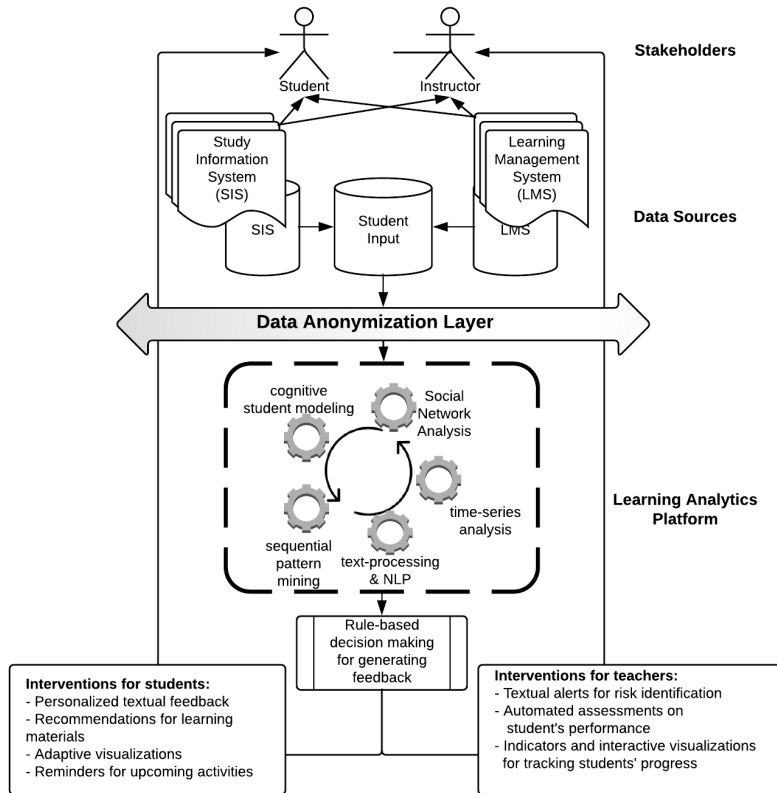 Stakeholders
Student
Instructor
Study
Information
System
(SIS)
Learning
Management
System
(LMS)
SIS
Student
Input
LMS
Data Sources
Data Anonymization Layer
cognitive
student modeling
Social
Network
Analysis
time-series
analysis
text-processing
& NLP
sequential
pattern
mining
Learning Analytics
Platform
Rule-based
decision making
for generating
feedback
Interventions for students:
- Personalized textual feedback
- Recommendations for learning
materials
- Adaptive visualizations
- Reminders for upcoming activities
Interventions for teachers:
- Textual alerts for risk identification
- Automated assessments on
student's performance
- Indicators and interactive visualizations
for tracking students' progress